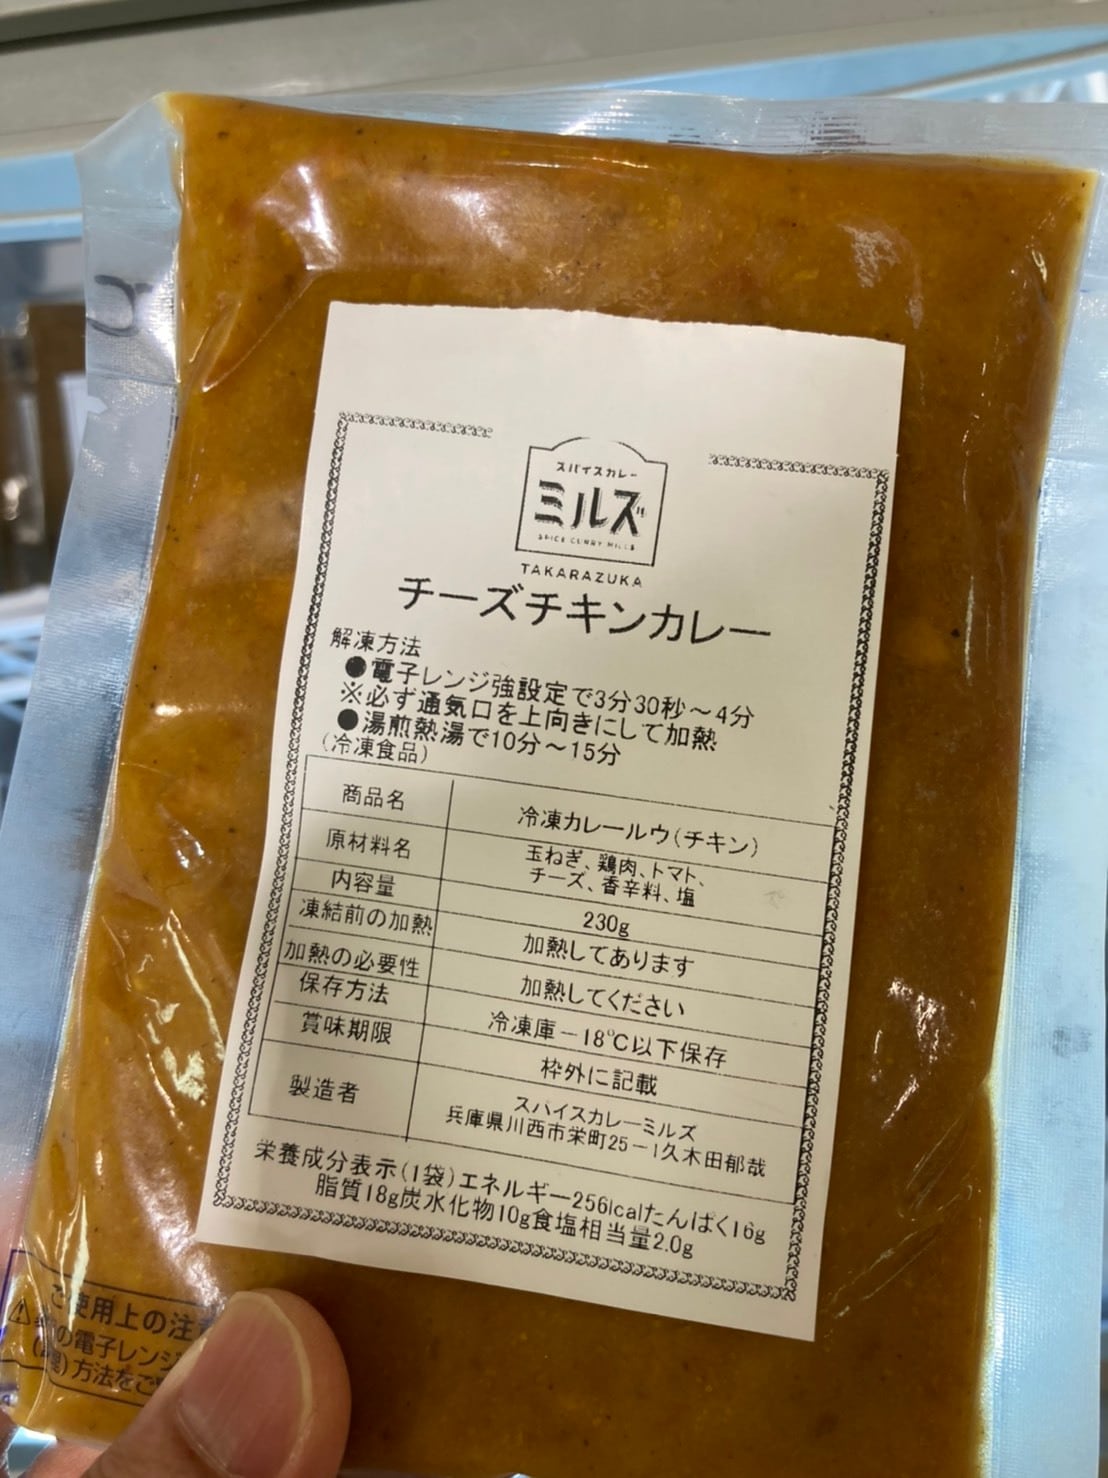 スパイスカレー
ミルズ
SPICE CURRY MILLS
TAKARAZUKA
チーズチキンカレー
解凍方法
●電子レンジ強設定で3分30秒～4分
※必ず通気口を上向きにして加熱
●湯煎熱湯で10分～15分
(冷凍食品)
商品名 冷凍カレールウ(チキン)
原材料名 玉ねぎ、鶏肉、トマト、
チーズ、香辛料、塩
内容量 230g
凍結前の加熱 加熱してあります
加熱の必要性 加熱してください
保存方法 冷凍庫－18℃以下保存
賞味期限 枠外に記載
製造者 スパイスカレーミルズ
兵庫県川西市栄町25－1久木田郁哉
栄養成分表示(1袋)エネルギー256lcalたんぱく16g
脂質18g炭水化物10g食塩相当量2.0g
ご使用上の注
の電子レンジ
方法をご